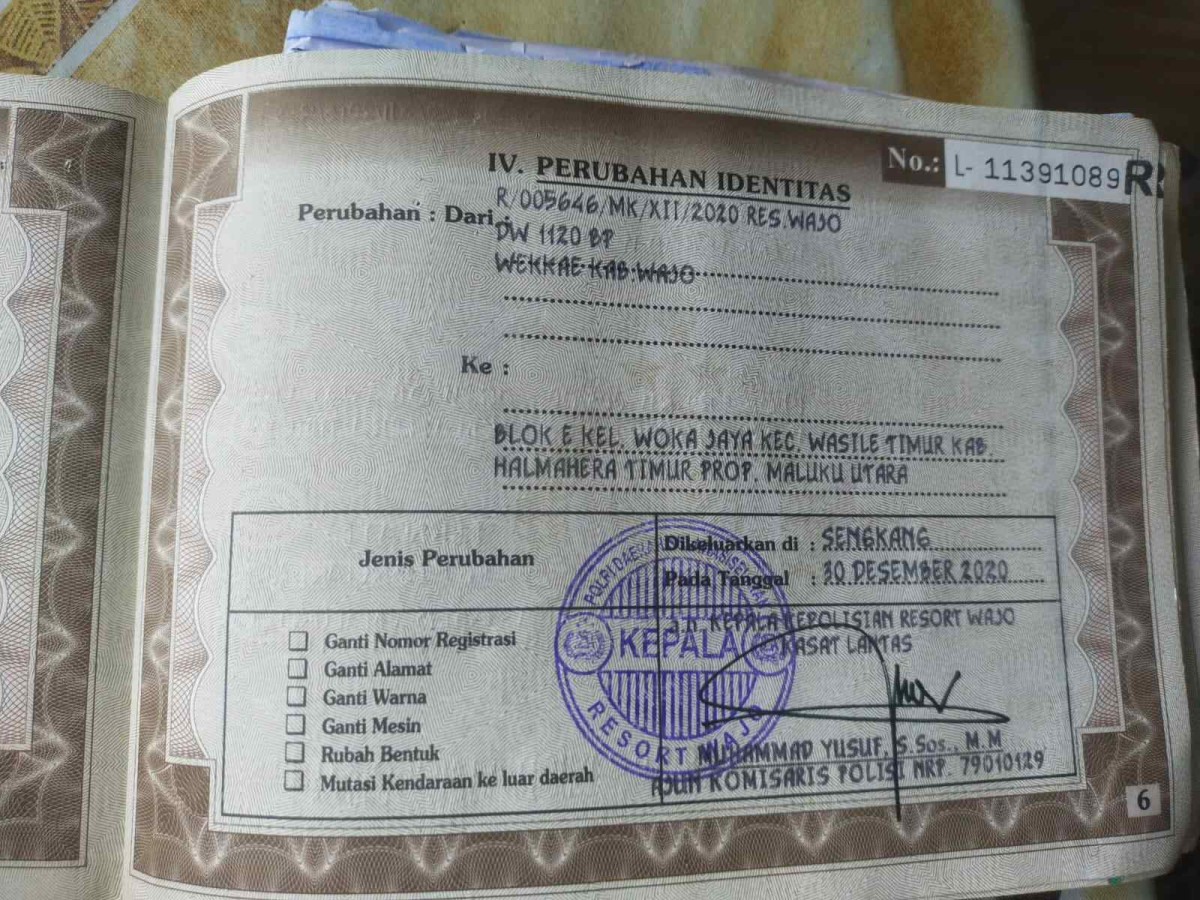 IV. PERUBAHAN IDENTITAS
No.: L- 11391089 R
R/005646/MK/XII/2020 RES.WAJO
Perubahan : Dari :
DW 1120 BP
WEKKAE KAB.WAJO
Ke :
BLOK E KEL. WOKA JAYA KEC. WASILE TIMUR KAB.
HALMAHERA TIMUR PROP. MALUKU UTARA
Jenis Perubahan
Dikeluarkan di : SENGKANG
Pada Tanggal : 30 DESEMBER 2020
KEPALA KEPOLISIAN RESORT WAJO
KASAT LANTAS
Ganti Nomor Registrasi
Ganti Alamat
Ganti Warna
Ganti Mesin
Rubah Bentuk
Mutasi Kendaraan ke luar daerah
KEPALA
RESORT WAJO
MUHAMMAD YUSUF, S.Sos., M.M
AJUN KOMISARIS POLISI NRP. 79010129
6